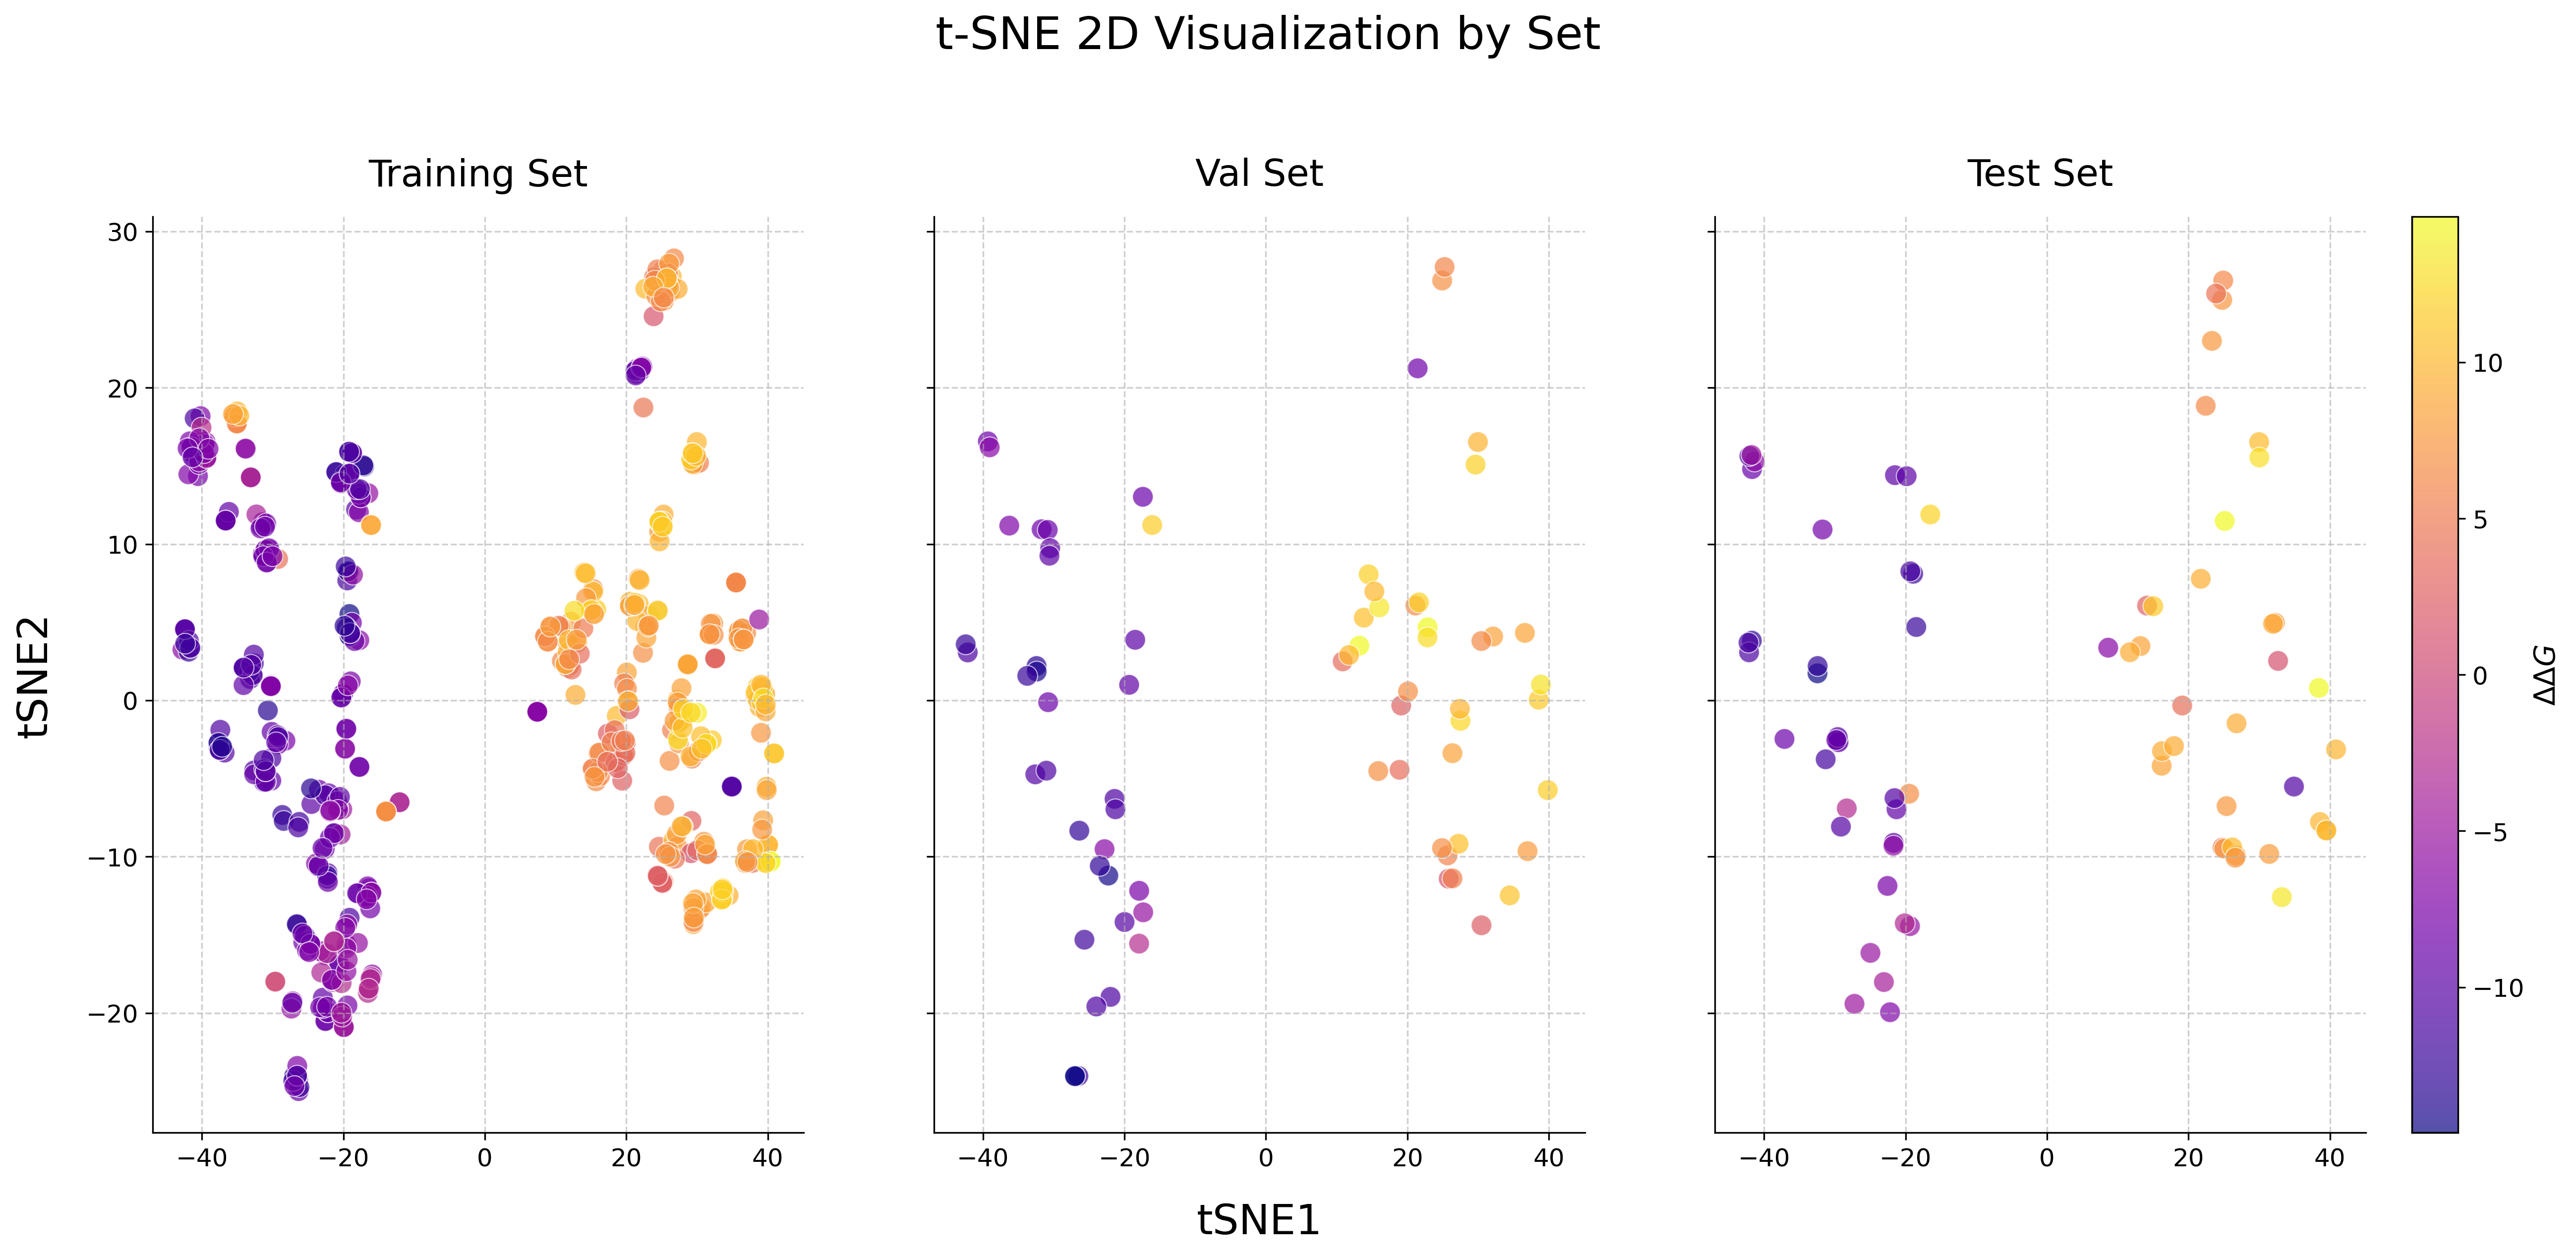 t-SNE 2D Visualization by Set
Training Set
Val Set
Test Set
tSNE2
30
20
10
0
−10
−20
−40 −20 0 20 40
−40 −20 0 20 40
−40 −20 0 20 40
tSNE1
10
5
0
−5
−10
ΔΔG